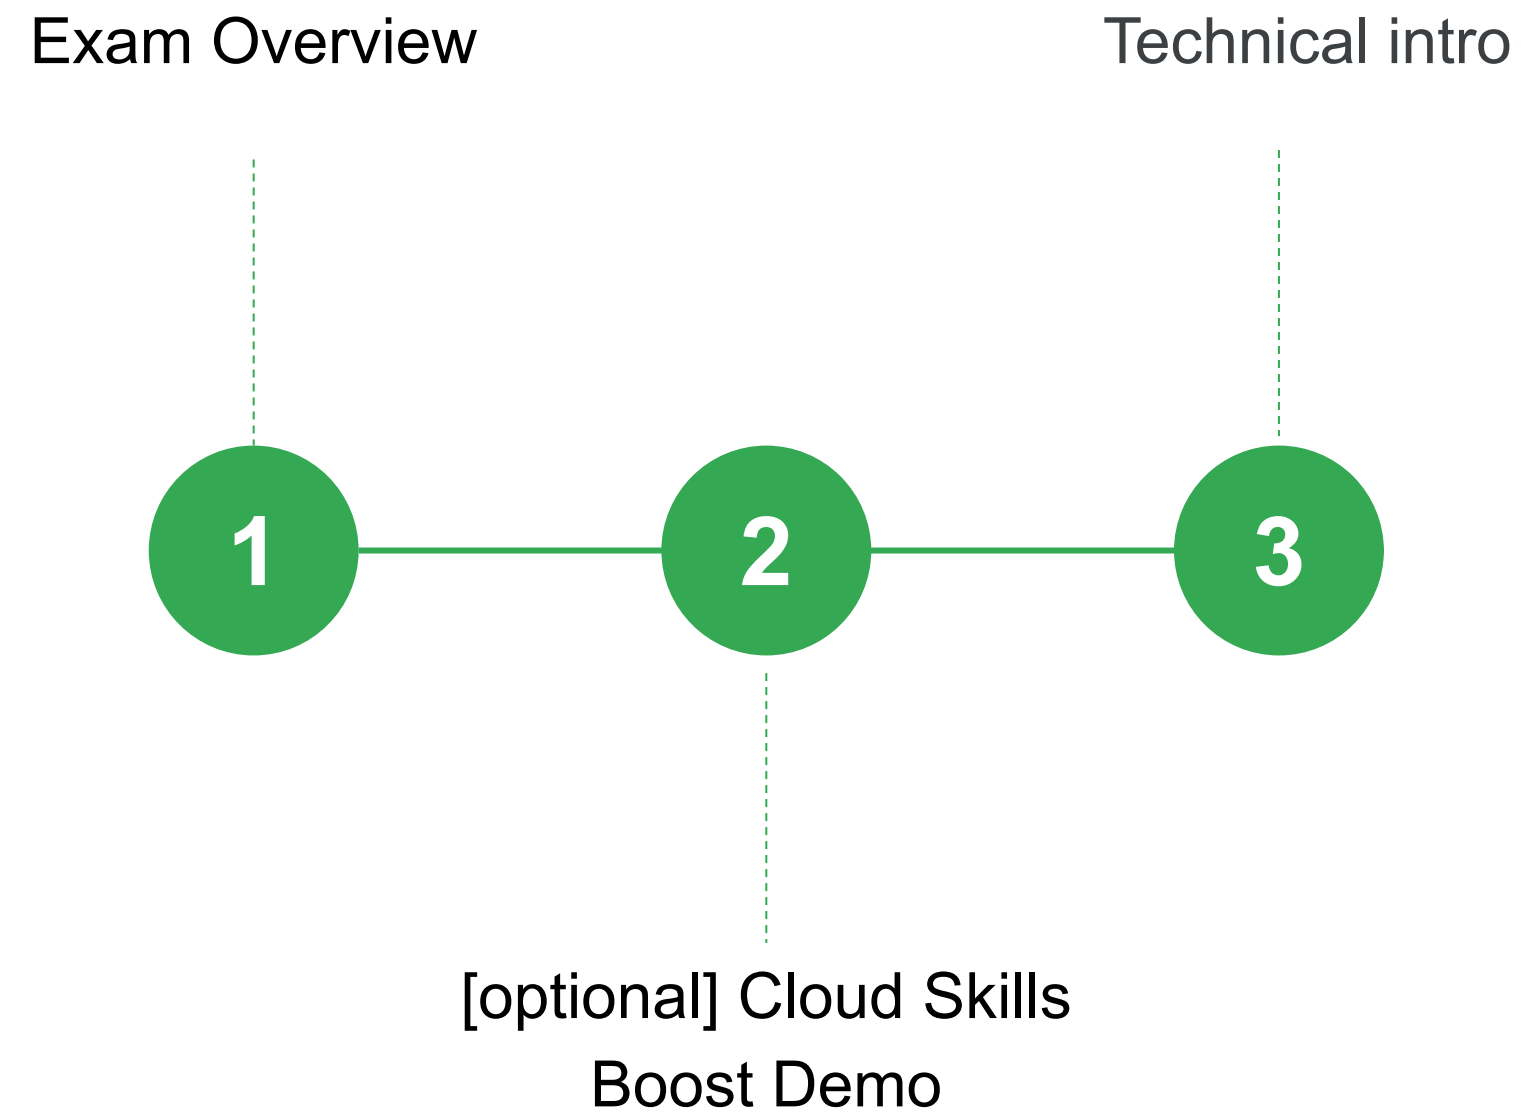 Exam Overview
Technical intro
1
2
3
[optional] Cloud Skills
Boost Demo